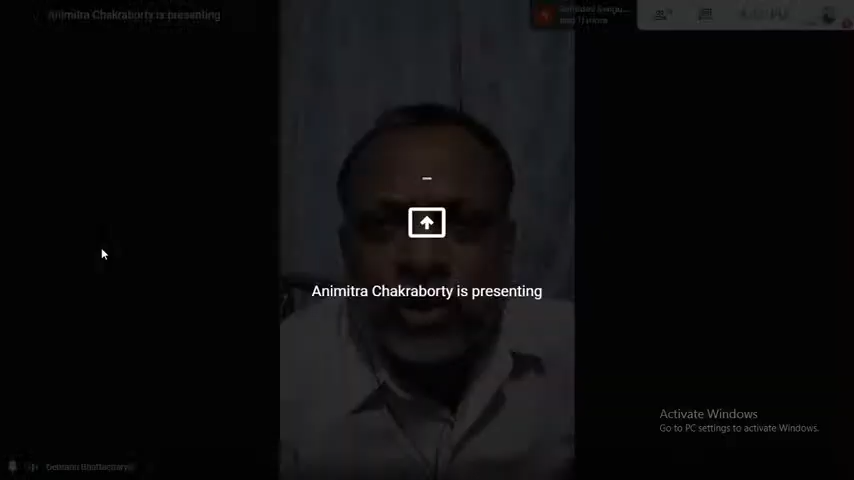 Animitra Chakraborty is presenting
Animitra Chakraborty is presenting
Activate Windows
Go to PC settings to activate Windows.